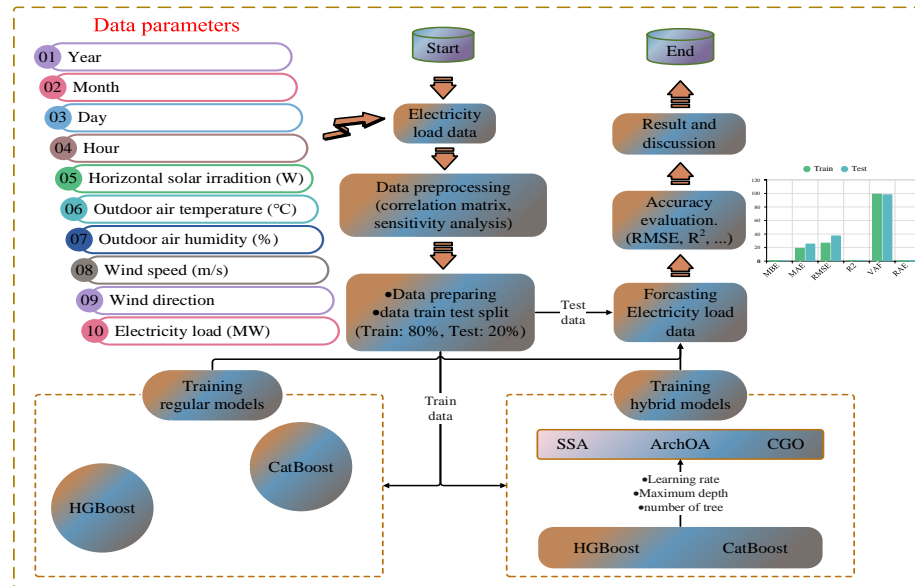 Data parameters
01 Year
02 Month
03 Day
04 Hour
05 Horizontal solar irradition (W)
06 Outdoor air temperature (°C)
07 Outdoor air humidity (%)
08 Wind speed (m/s)
09 Wind direction
10 Electricity load (MW)
Start
Electricity
load data
Data preprocessing
(correlation matrix,
sensitivity analysis)
•Data preparing
•data train test split
(Train: 80%, Test: 20%)
Test
data
End
Result and
discussion
Accuracy
evaluation.
(RMSE, R², ...)
Forcasting
Electricity load
data
Train Test
120
100
80
60
40
20
0
MBE MAE RMSE R2 VAF RAE
Training
regular models
Train
data
Training
hybrid models
CatBoost
HGBoost
SSA ArchOA CGO
•Learning rate
•Maximum depth
•number of tree
HGBoost CatBoost